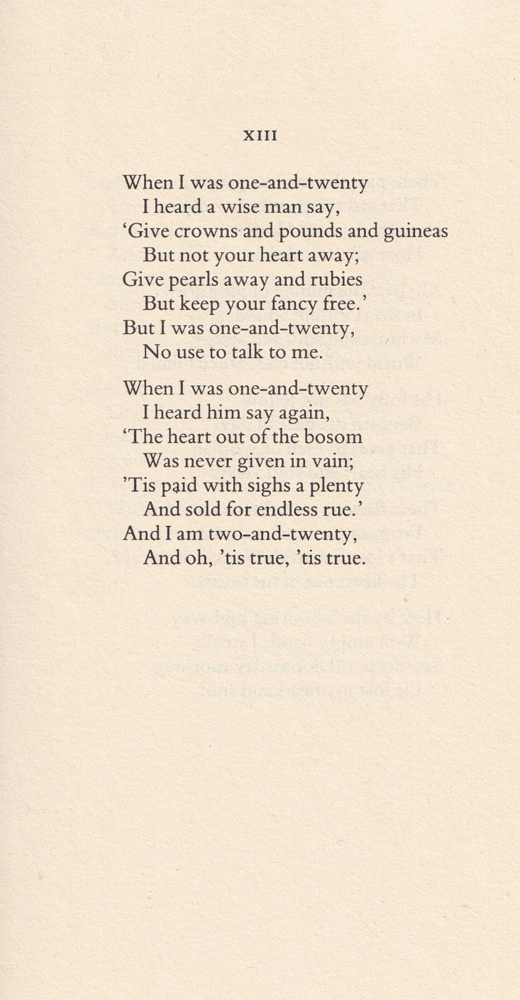 XIII
When I was one-and-twenty
I heard a wise man say,
‘Give crowns and pounds and guineas
But not your heart away;
Give pearls away and rubies
But keep your fancy free.’
But I was one-and-twenty,
No use to talk to me.
When I was one-and-twenty
I heard him say again,
‘The heart out of the bosom
Was never given in vain;
’Tis paid with sighs a plenty
And sold for endless rue.’
And I am two-and-twenty,
And oh, ’tis true, ’tis true.